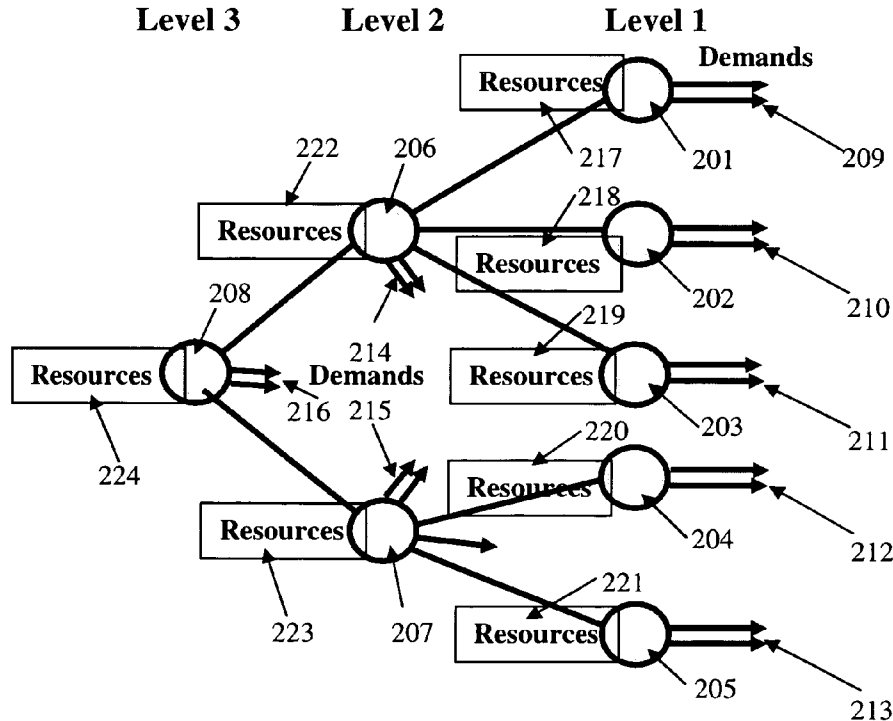 Level 3 Level 2 Level 1
Demands
Resources
222 206 217 201 209
218
Resources Resources
208 202 210
214 219
Resources Demands Resources
216 215 203 211
224 220
Resources
Resources 204 212
221
223 207 Resources
205 213